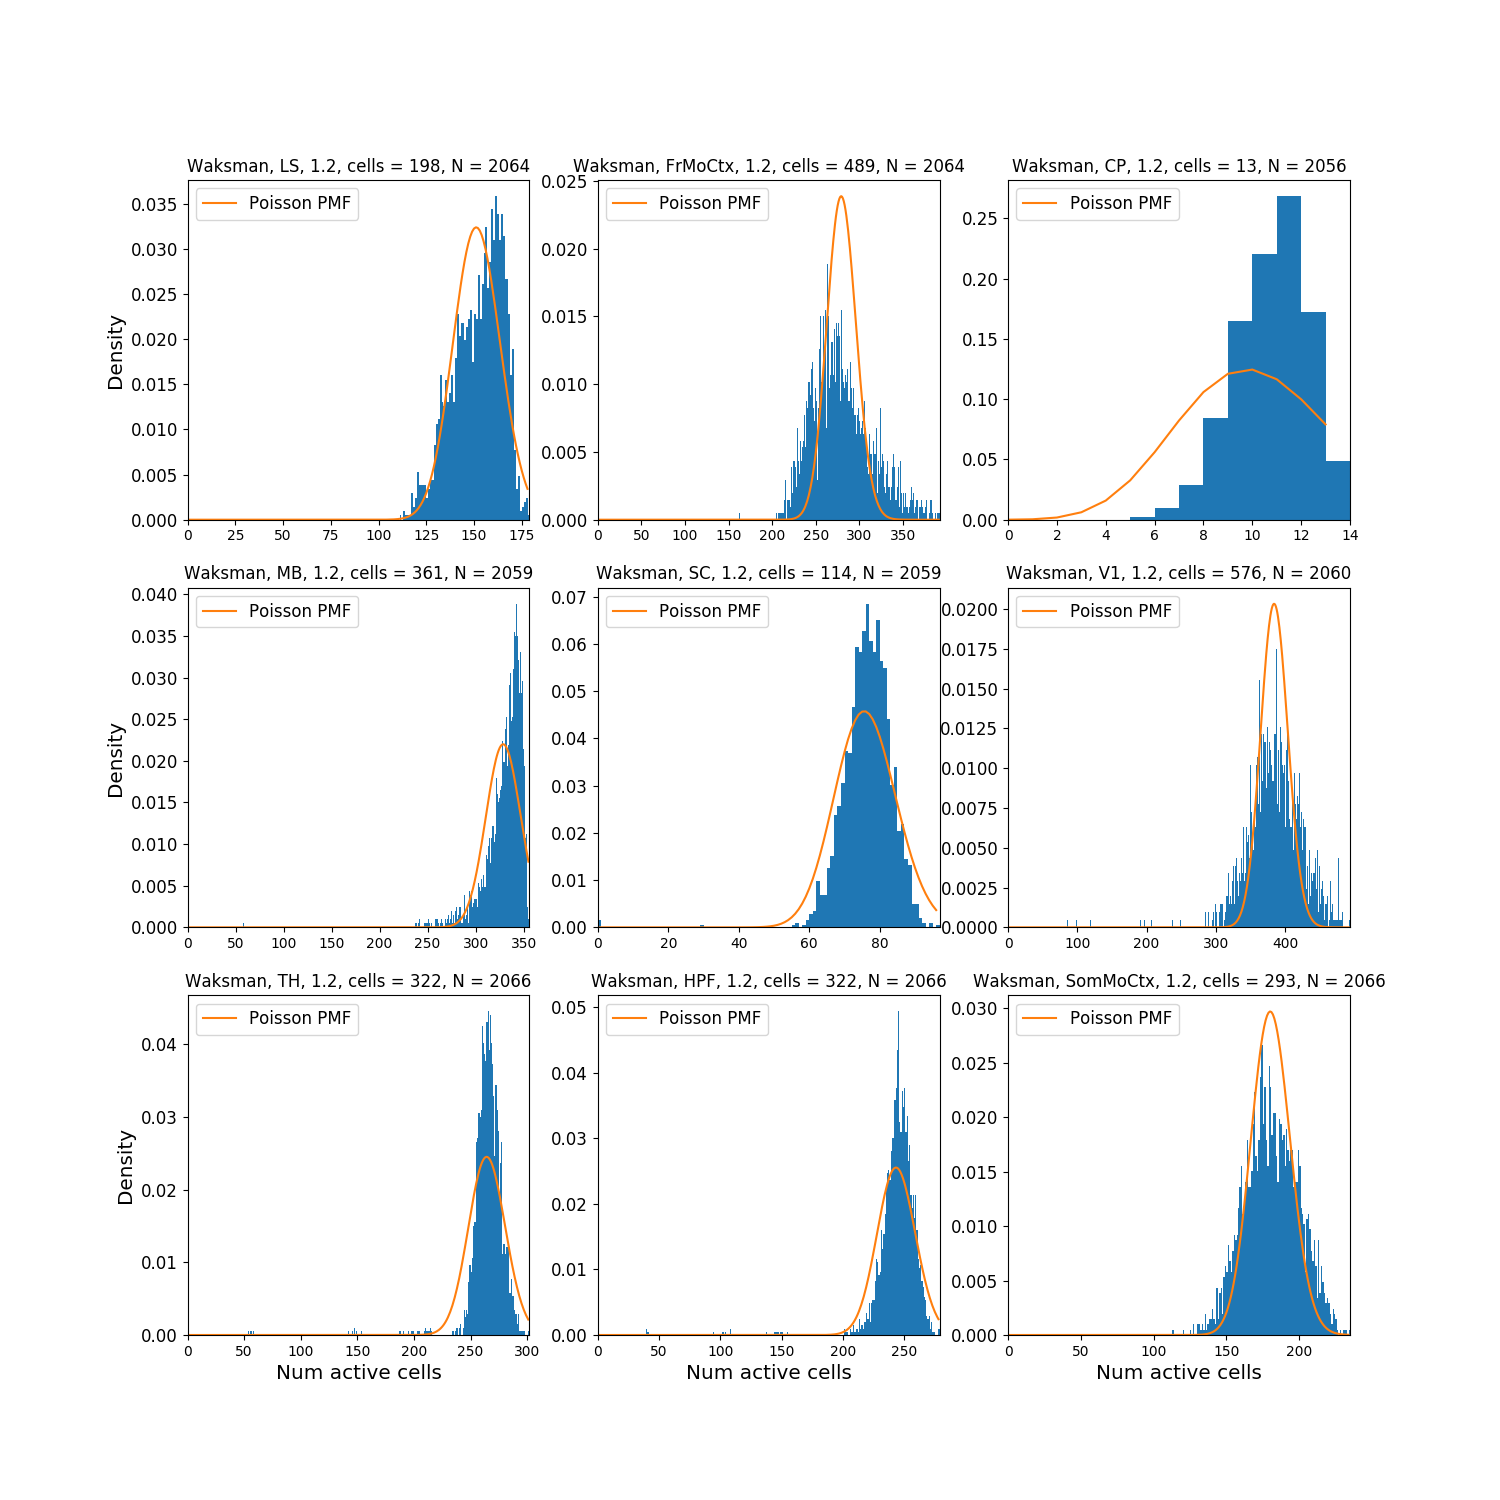 Waksman, LS, 1.2, cells = 198, N = 2064
Waksman, FrMoCtx, 1.2, cells = 489, N = 2064
Waksman, CP, 1.2, cells = 13, N = 2056
Poisson PMF
Poisson PMF
Poisson PMF
Density
0.035
0.030
0.025
0.020
0.015
0.010
0.005
0.000
0 25 50 75 100 125 150 175
0.025
0.020
0.015
0.010
0.005
0.000
0 50 100 150 200 250 300 350
0.25
0.20
0.15
0.10
0.05
0.00
0 2 4 6 8 10 12 14
Waksman, MB, 1.2, cells = 361, N = 2059
Waksman, SC, 1.2, cells = 114, N = 2059
Waksman, V1, 1.2, cells = 576, N = 2060
Poisson PMF
Poisson PMF
Poisson PMF
Density
0.040
0.035
0.030
0.025
0.020
0.015
0.010
0.005
0.000
0 50 100 150 200 250 300 350
0.07
0.06
0.05
0.04
0.03
0.02
0.01
0.00
0 20 40 60 80
0.0200
0.0175
0.0150
0.0125
0.0100
0.0075
0.0050
0.0025
0.0000
0 100 200 300 400
Waksman, TH, 1.2, cells = 322, N = 2066
Waksman, HPF, 1.2, cells = 322, N = 2066
Waksman, SomMoCtx, 1.2, cells = 293, N = 2066
Poisson PMF
Poisson PMF
Poisson PMF
Density
0.04
0.03
0.02
0.01
0.00
0 50 100 150 200 250 300
Num active cells
0.05
0.04
0.03
0.02
0.01
0.00
0 50 100 150 200 250
Num active cells
0.030
0.025
0.020
0.015
0.010
0.005
0.000
0 50 100 150 200
Num active cells